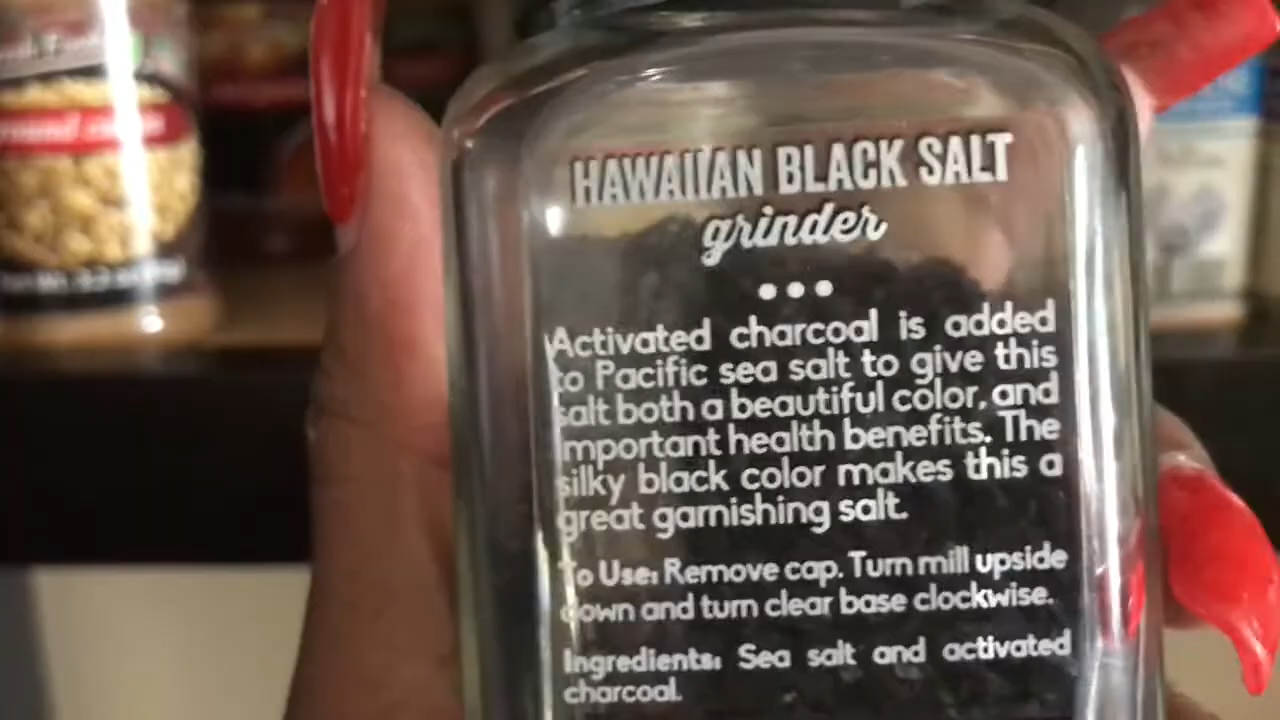 HAWAIIAN BLACK SALT
grinder
Activated charcoal is added
to Pacific sea salt to give this
salt both a beautiful color, and
important health benefits. The
silky black color makes this a
great garnishing salt.
To Use: Remove cap. Turn mill upside
down and turn clear base clockwise.
Ingredients: Sea salt and activated
charcoal.